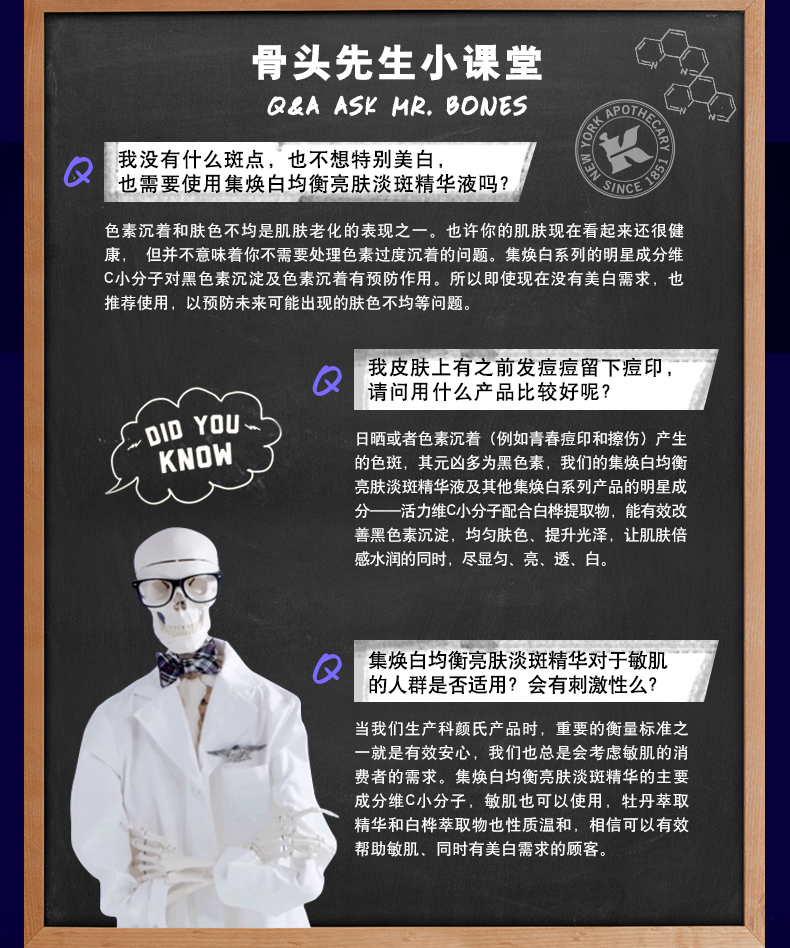 骨头先生小课堂
Q&A ASK MR. BONES
NEW YORK APOTHECARY
SINCE 1851
N
N
N
N
Q
我没有什么斑点，也不想特别美白，
也需要使用集焕白均衡亮肤淡斑精华液吗？
色素沉着和肤色不均是肌肤老化的表现之一。也许你的肌肤现在看起来还很健
康， 但并不意味着你不需要处理色素过度沉着的问题。集焕白系列的明星成分维
C小分子对黑色素沉淀及色素沉着有预防作用。所以即使现在没有美白需求，也
推荐使用，以预防未来可能出现的肤色不均等问题。
Q
我皮肤上有之前发痘痘留下痘印，
请问用什么产品比较好呢？
日晒或者色素沉着（例如青春痘印和擦伤）产生
的色斑，其元凶多为黑色素，我们的集焕白均衡
亮肤淡斑精华液及其他集焕白系列产品的明星成
分——活力维C小分子配合白桦提取物，能有效改
善黑色素沉淀，均匀肤色、提升光泽，让肌肤倍
感水润的同时，尽显匀、亮、透、白。
DID YOU
KNOW
Q
集焕白均衡亮肤淡斑精华对于敏肌
的人群是否适用？会有刺激性么？
当我们生产科颜氏产品时，重要的衡量标准之
一就是有效安心，我们也总是会考虑敏肌的消
费者的需求。集焕白均衡亮肤淡斑精华的主要
成分维C小分子，敏肌也可以使用，牡丹萃取
精华和白桦萃取物也性质温和，相信可以有效
帮助敏肌、同时有美白需求的顾客。